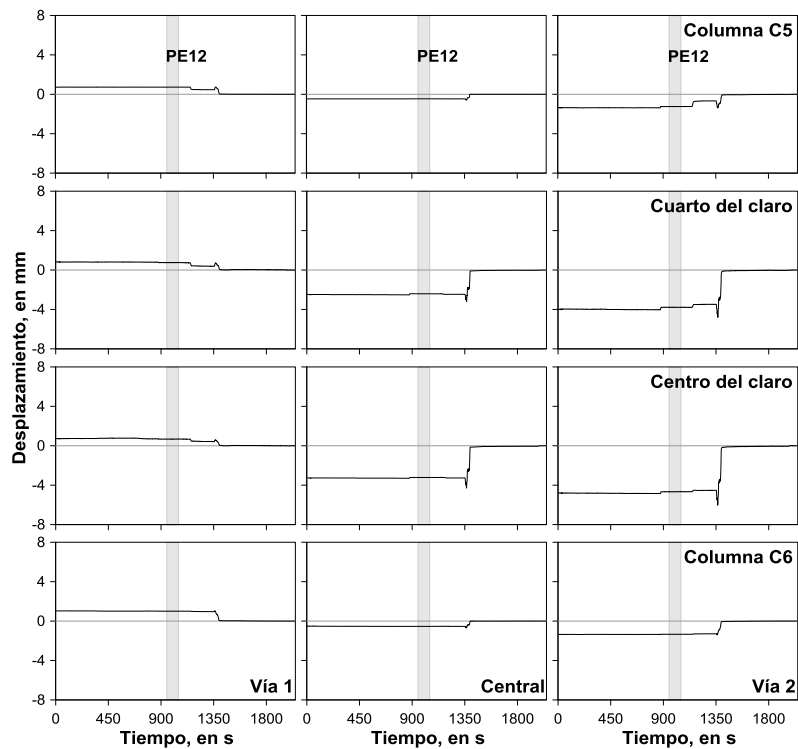 8
Columna C5
4
PE12
PE12
PE12
0
-4
-8
8
Cuarto del claro
4
0
-4
-8
Desplazamiento, en mm
8
Centro del claro
4
0
-4
-8
8
Columna C6
4
0
-4
Vía 1
Central
Vía 2
-8
0 450 900 1350 1800
0 450 900 1350 1800
0 450 900 1350 1800
Tiempo, en s
Tiempo, en s
Tiempo, en s